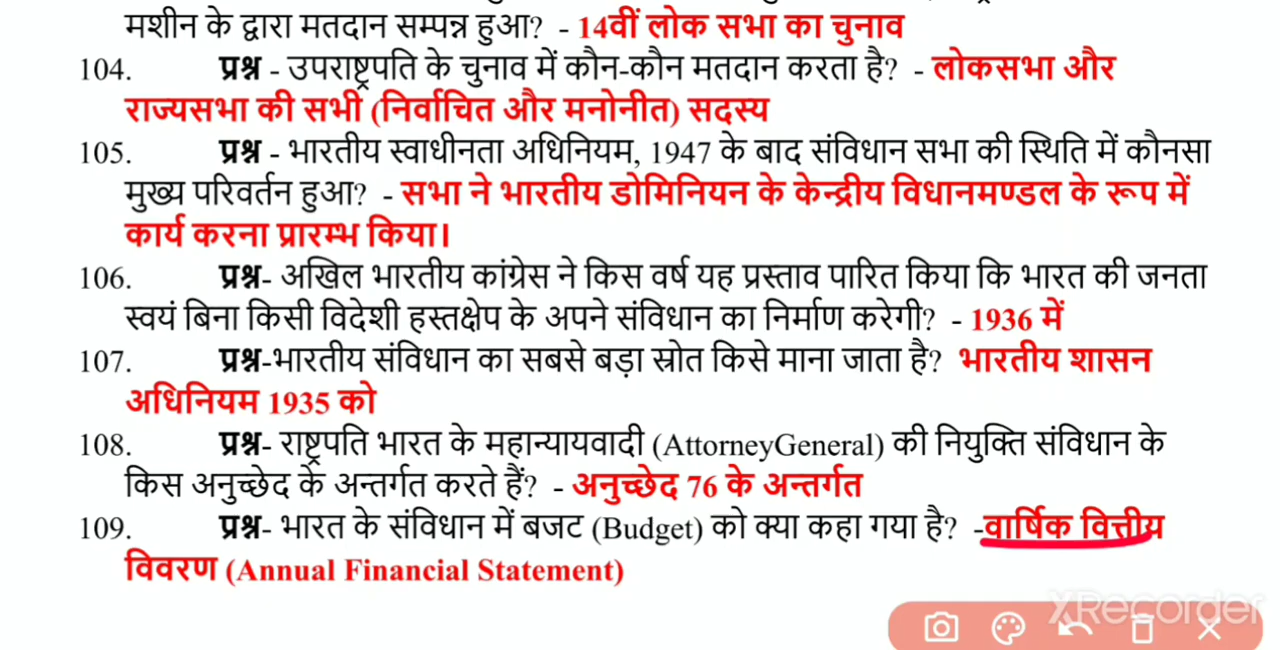 मशीन के द्वारा मतदान सम्पन्न हुआ? - 14वीं लोक सभा का चुनाव
104. प्रश्न - उपराष्ट्रपति के चुनाव में कौन-कौन मतदान करता है? - लोकसभा और
राज्यसभा की सभी (निर्वाचित और मनोनीत) सदस्य
105. प्रश्न - भारतीय स्वाधीनता अधिनियम, 1947 के बाद संविधान सभा की स्थिति में कौनसा
मुख्य परिवर्तन हुआ? - सभा ने भारतीय डोमिनियन के केन्द्रीय विधानमण्डल के रूप में
कार्य करना प्रारम्भ किया।
106. प्रश्न- अखिल भारतीय कांग्रेस ने किस वर्ष यह प्रस्ताव पारित किया कि भारत की जनता
स्वयं बिना किसी विदेशी हस्तक्षेप के अपने संविधान का निर्माण करेगी? - 1936 में
107. प्रश्न-भारतीय संविधान का सबसे बड़ा स्रोत किसे माना जाता है? भारतीय शासन
अधिनियम 1935 को
108. प्रश्न- राष्ट्रपति भारत के महान्यायवादी (AttorneyGeneral) की नियुक्ति संविधान के
किस अनुच्छेद के अन्तर्गत करते हैं? - अनुच्छेद 76 के अन्तर्गत
109. प्रश्न- भारत के संविधान में बजट (Budget) को क्या कहा गया है? -वार्षिक वित्तीय
विवरण (Annual Financial Statement)
XRecorder